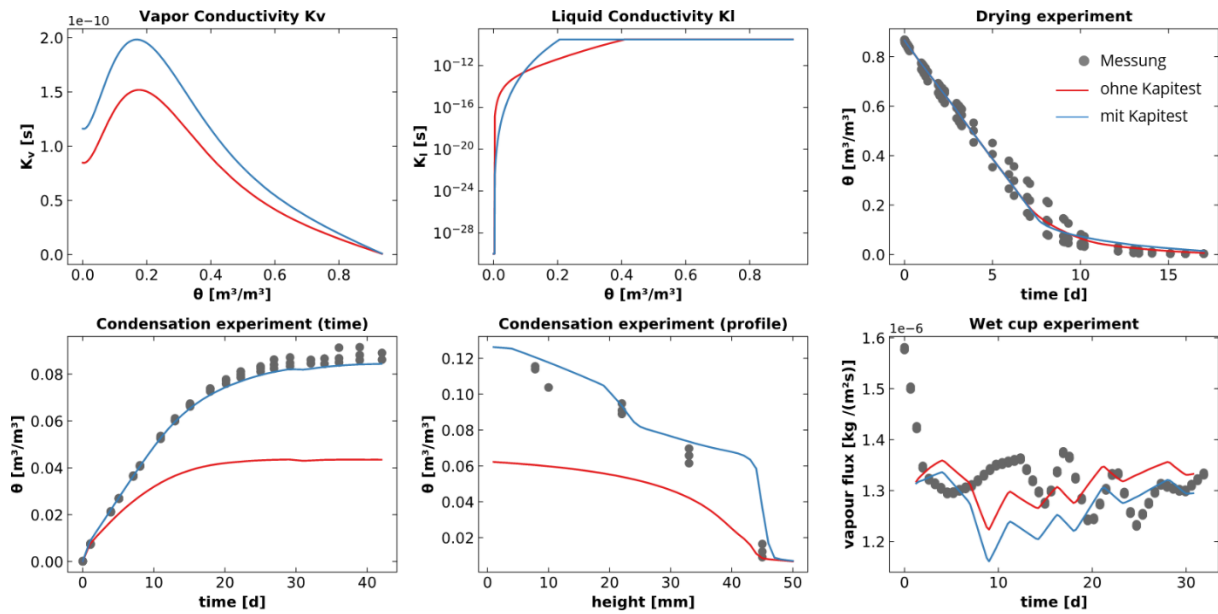 Vapor Conductivity Kv
1e−10
2.0
1.5
1.0
0.5
0.0
Kᵥ [s]
0.0 0.2 0.4 0.6 0.8
θ [m³/m³]
Liquid Conductivity Kl
10⁻¹²
10⁻¹⁶
10⁻²⁰
10⁻²⁴
10⁻²⁸
Kₗ [s]
0.0 0.2 0.4 0.6 0.8
θ [m³/m³]
Drying experiment
Messung
ohne Kapitest
mit Kapitest
0.8
0.6
0.4
0.2
0.0
θ [m³/m³]
0 5 10 15
time [d]
Condensation experiment (time)
0.08
0.06
0.04
0.02
0.00
θ [m³/m³]
0 10 20 30 40
time [d]
Condensation experiment (profile)
0.12
0.10
0.08
0.06
0.04
0.02
θ [m³/m³]
0 10 20 30 40 50
height [mm]
Wet cup experiment
1e−6
1.6
1.5
1.4
1.3
1.2
vapour flux [kg /(m²s)]
0 10 20 30
time [d]